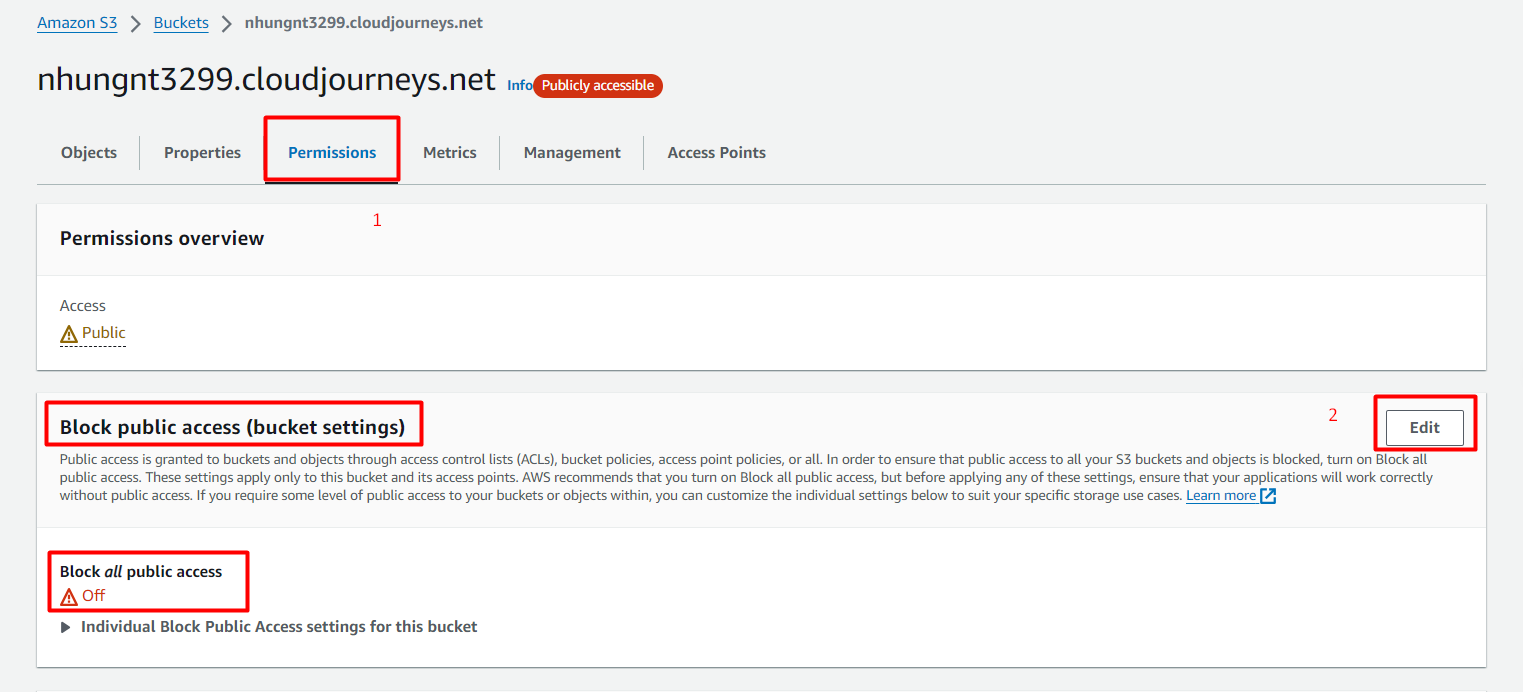 Amazon S3 > Buckets > nhungnt3299.cloudjourneys.net
nhungnt3299.cloudjourneys.net Info Publicly accessible
Objects Properties Permissions Metrics Management Access Points
1
Permissions overview
Access
Public
2
Block public access (bucket settings) Edit
Public access is granted to buckets and objects through access control lists (ACLs), bucket policies, access point policies, or all. In order to ensure that public access to all your S3 buckets and objects is blocked, turn on Block all
public access. These settings apply only to this bucket and its access points. AWS recommends that you turn on Block all public access, but before applying any of these settings, ensure that your applications will work correctly
without public access. If you require some level of public access to your buckets or objects within, you can customize the individual settings below to suit your specific storage use cases. Learn more
Block all public access
Off
Individual Block Public Access settings for this bucket